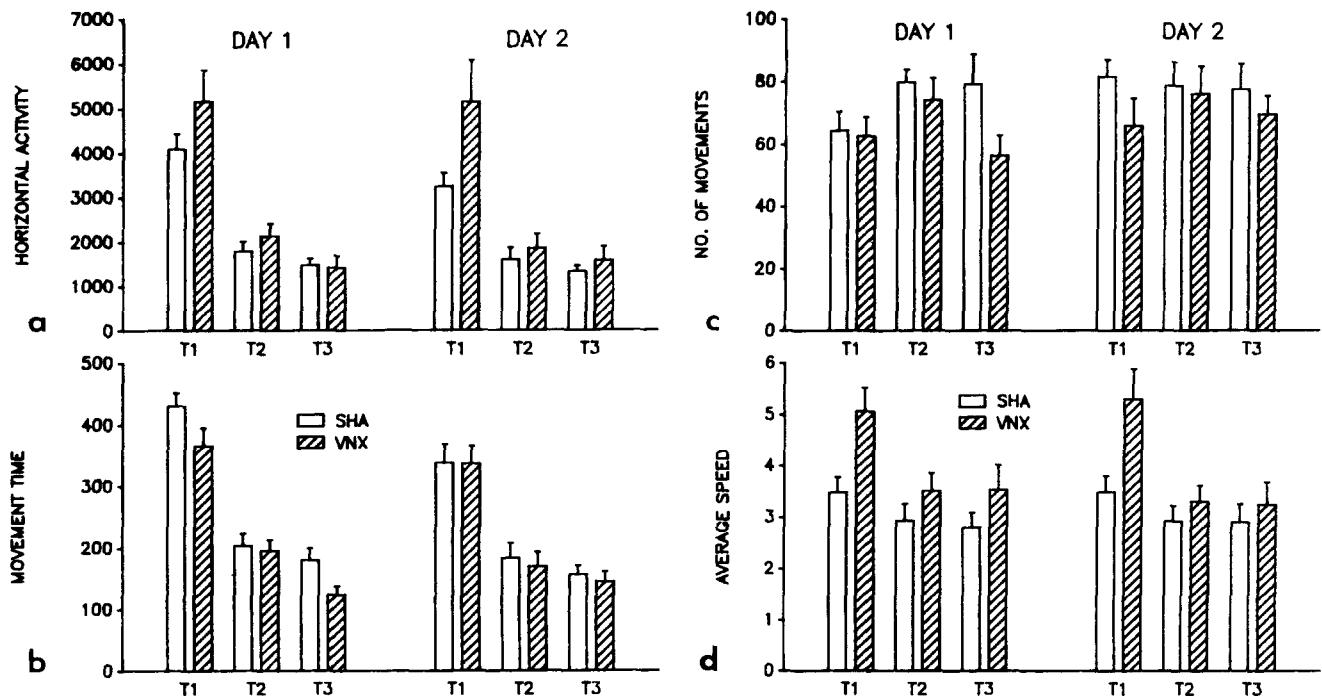 DAY 1
DAY 2
HORIZONTAL ACTIVITY
7000
6000
5000
4000
3000
2000
1000
0
T1
T2
T3
T1
T2
T3
a
DAY 1
DAY 2
NO. OF MOVEMENTS
100
80
60
40
20
0
T1
T2
T3
T1
T2
T3
c
MOVEMENT TIME
500
400
300
200
100
0
SHA
VNX
T1
T2
T3
T1
T2
T3
b
AVERAGE SPEED
6
5
4
3
2
1
0
SHA
VNX
T1
T2
T3
T1
T2
T3
d